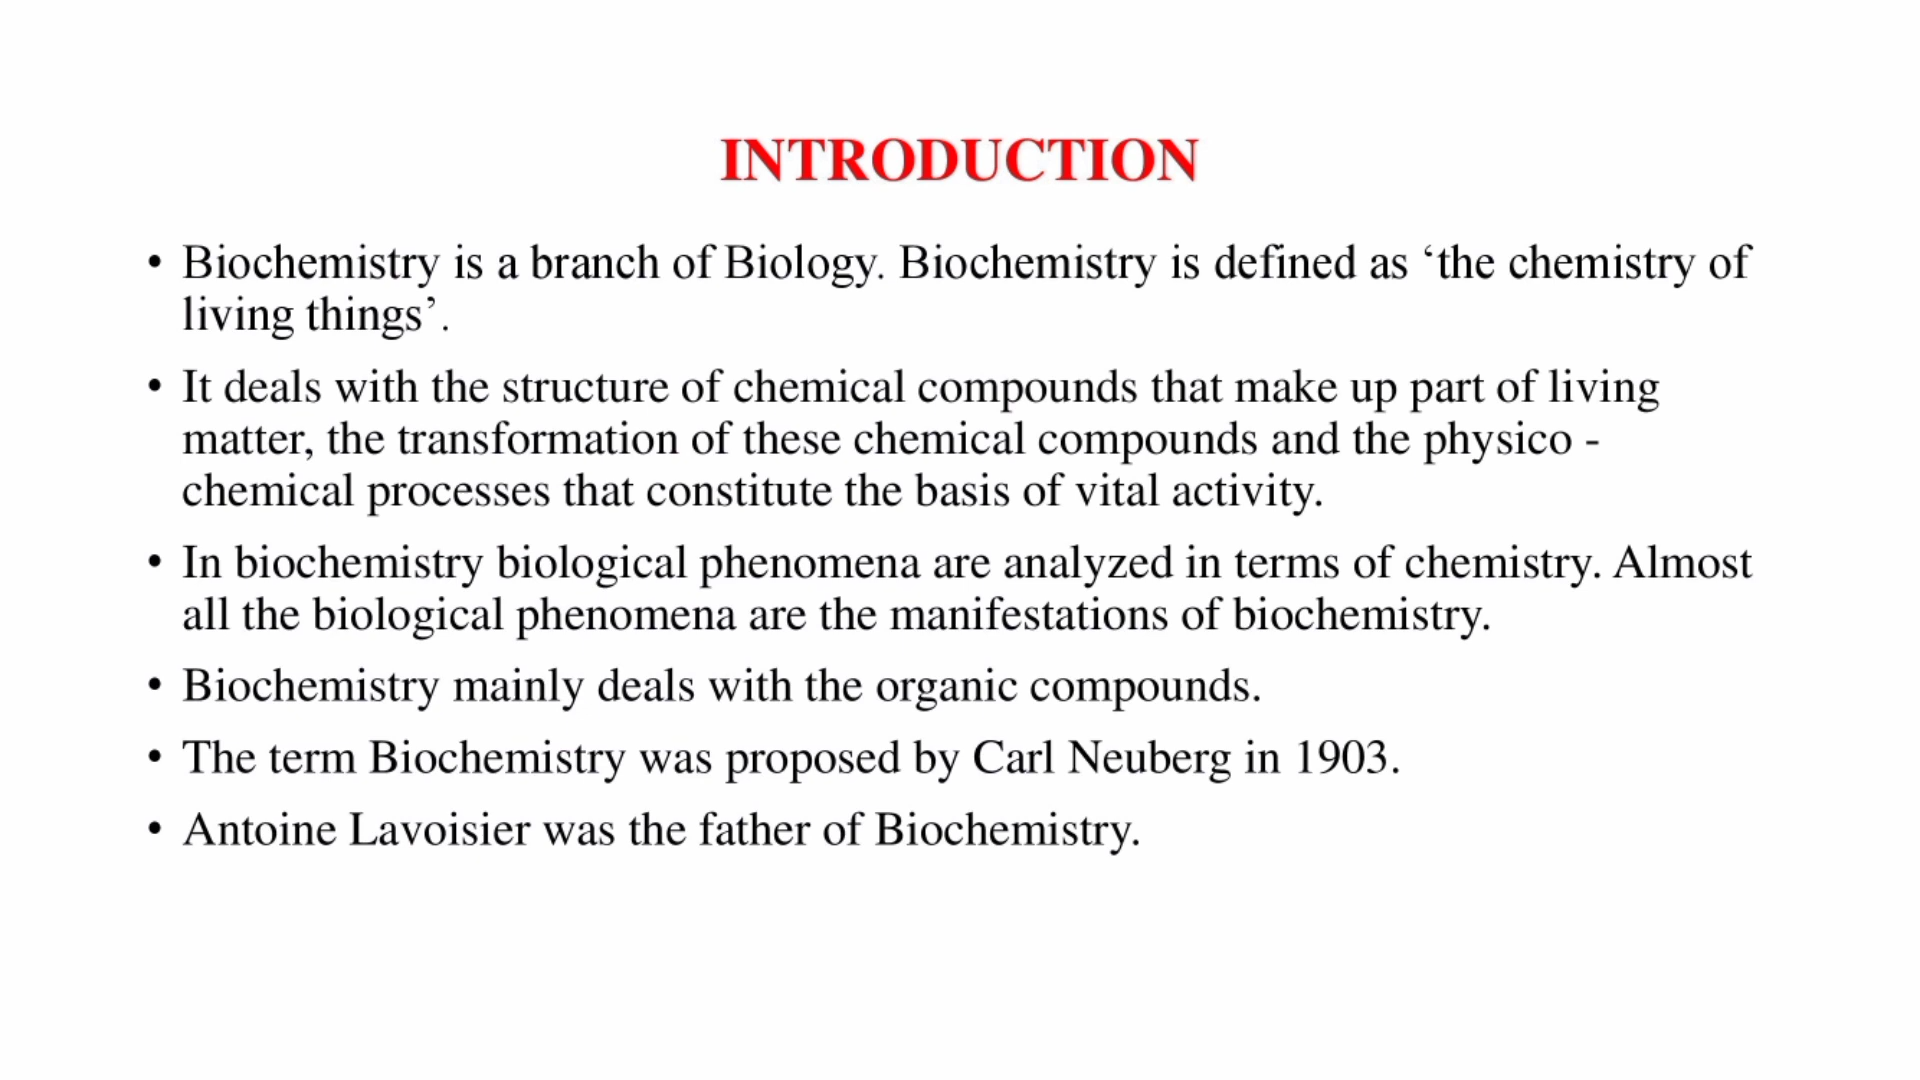 INTRODUCTION
• Biochemistry is a branch of Biology. Biochemistry is defined as ‘the chemistry of
living things’.
• It deals with the structure of chemical compounds that make up part of living
matter, the transformation of these chemical compounds and the physico -
chemical processes that constitute the basis of vital activity.
• In biochemistry biological phenomena are analyzed in terms of chemistry. Almost
all the biological phenomena are the manifestations of biochemistry.
• Biochemistry mainly deals with the organic compounds.
• The term Biochemistry was proposed by Carl Neuberg in 1903.
• Antoine Lavoisier was the father of Biochemistry.